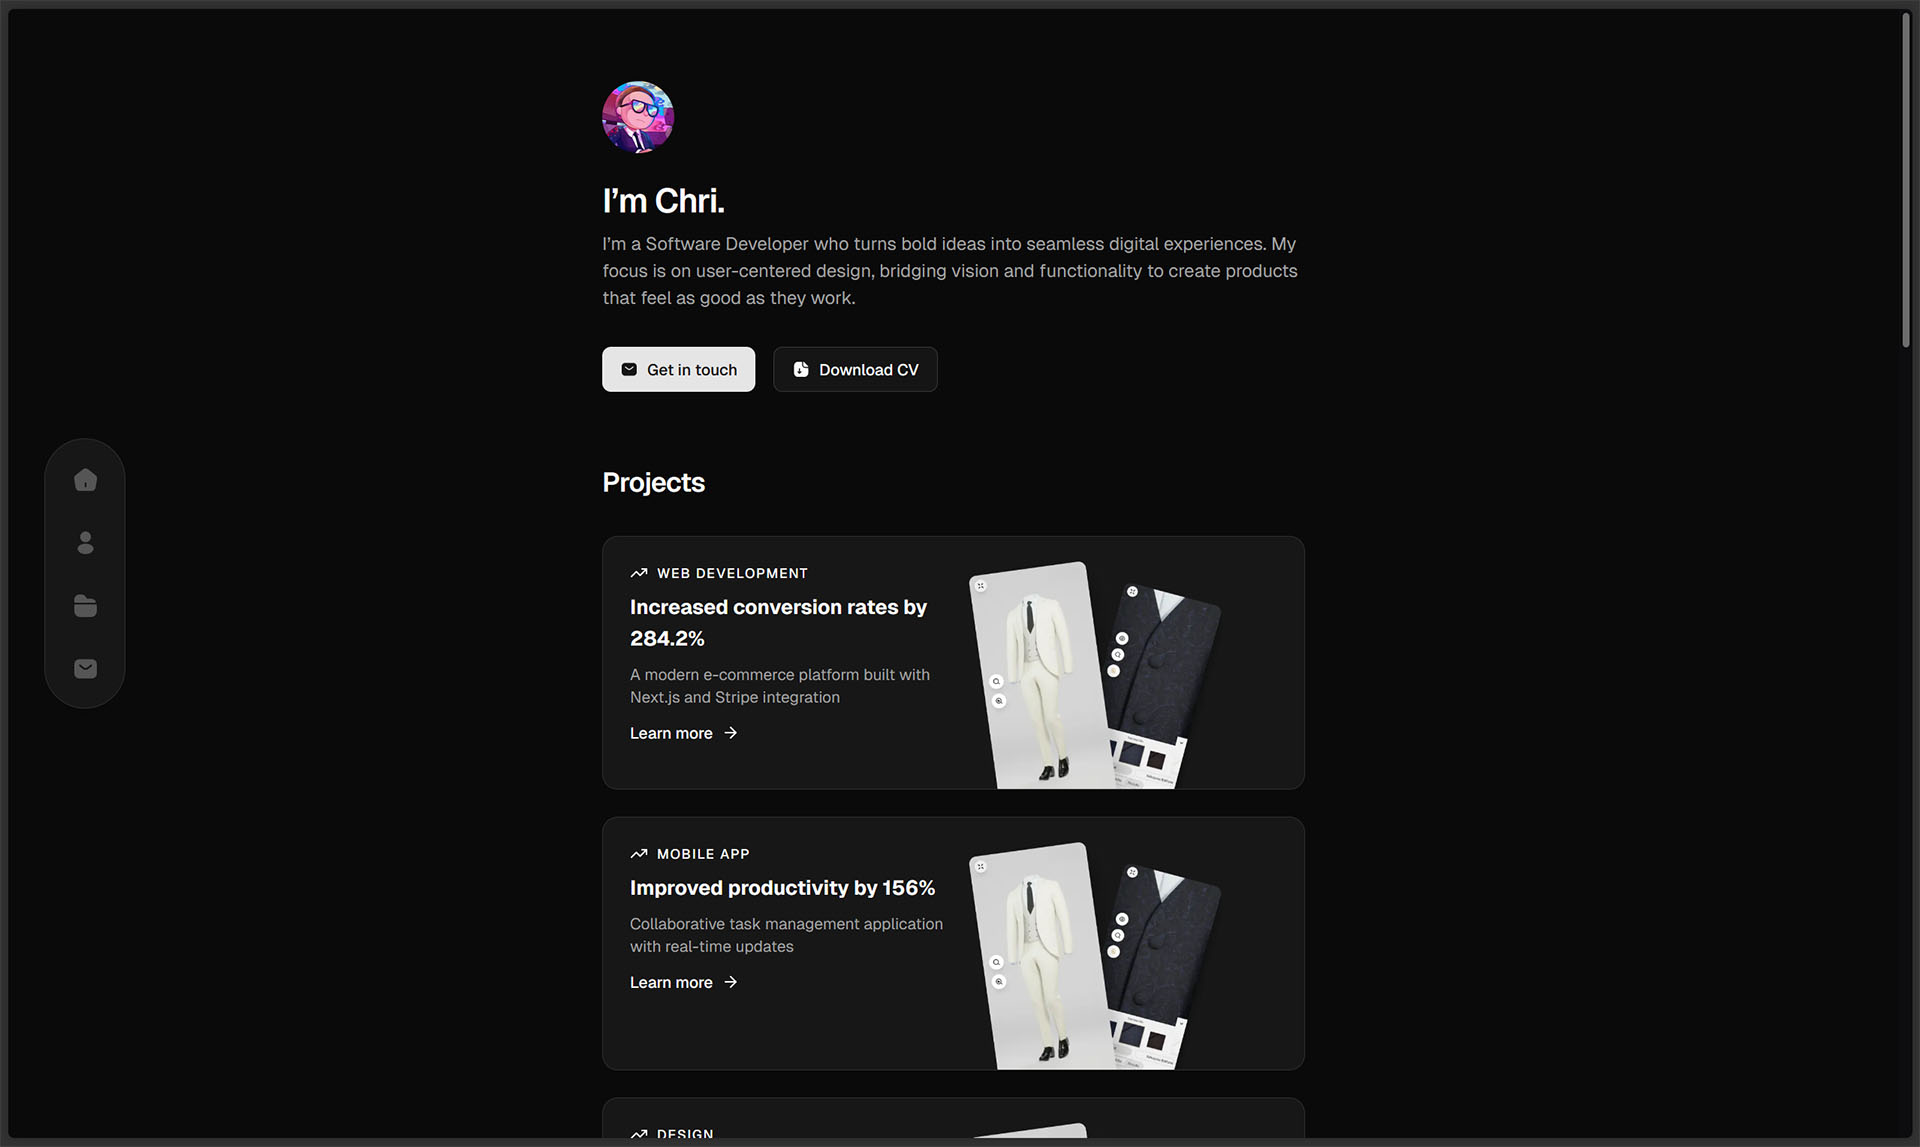 I’m Chri.
I’m a Software Developer who turns bold ideas into seamless digital experiences. My
focus is on user-centered design, bridging vision and functionality to create products
that feel as good as they work.
Get in touch
Download CV
Projects
WEB DEVELOPMENT
Increased conversion rates by
284.2%
A modern e-commerce platform built with
Next.js and Stripe integration
Learn more
MOBILE APP
Improved productivity by 156%
Collaborative task management application
with real-time updates
Learn more
DESIGN